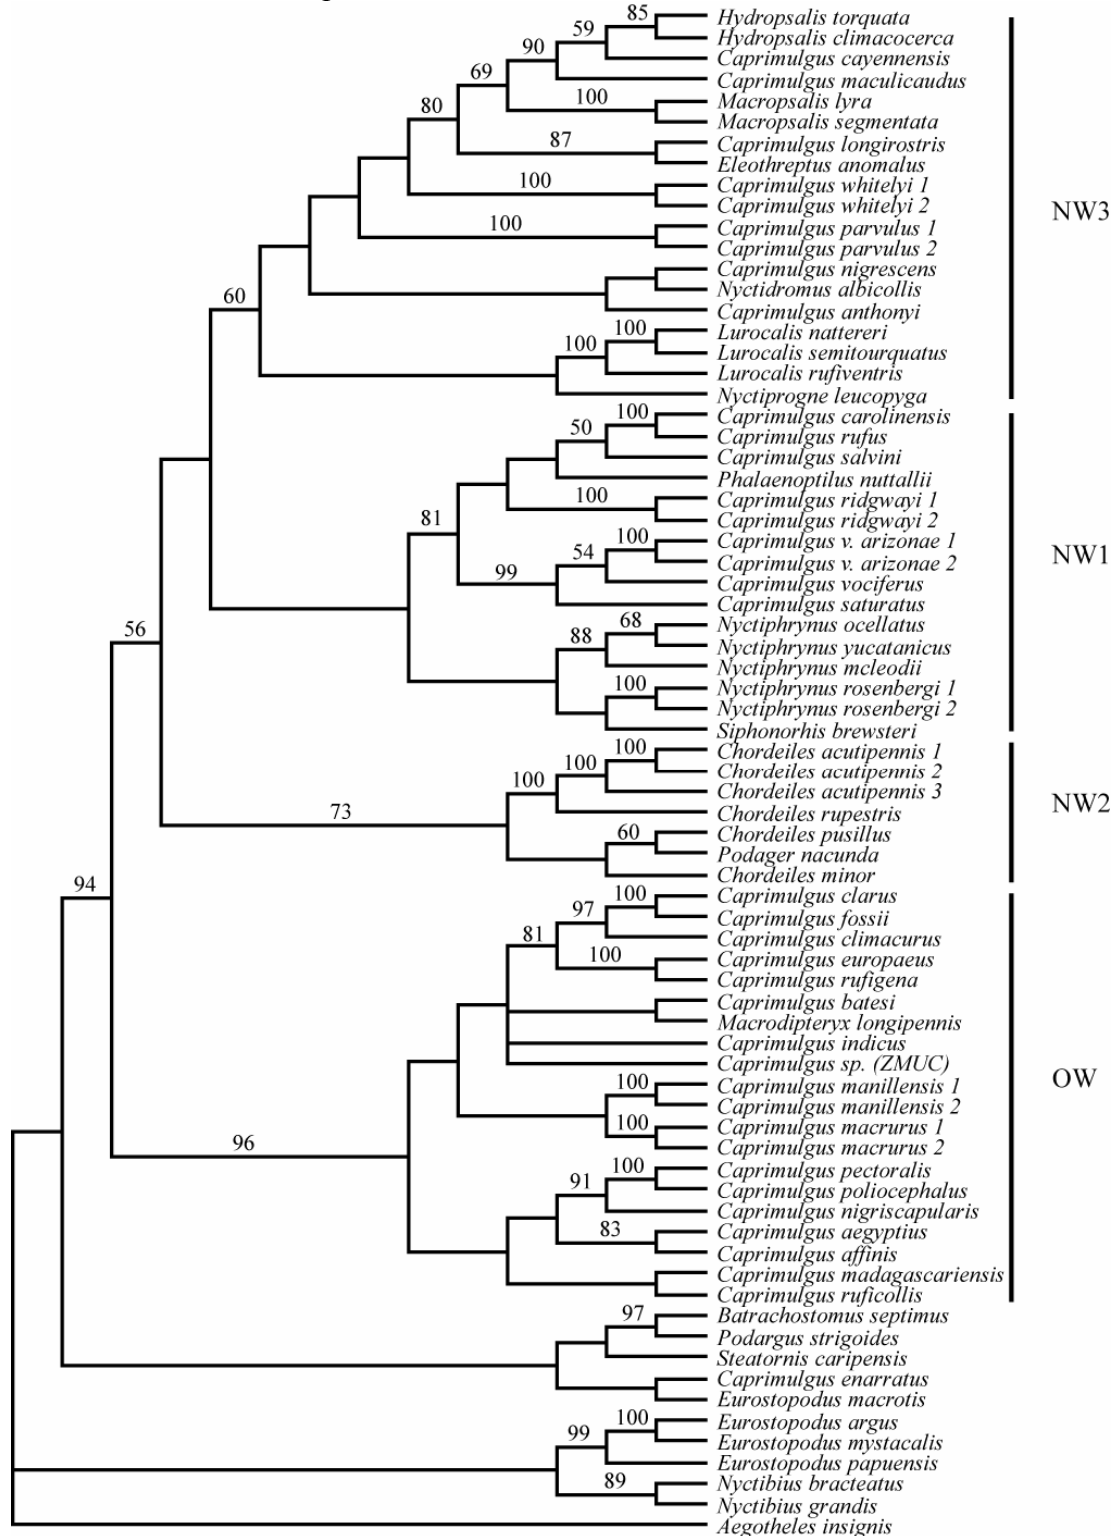 85
Hydropsalis torquata
59
Hydropsalis climacocerca
90
Caprimulgus cayennensis
69
Caprimulgus maculicaudus
100
Macropsalis lyra
80
Macropsalis segmentata
87
Caprimulgus longirostris
Eleothreptus anomalus
100
Caprimulgus whitelyi 1
Caprimulgus whitelyi 2
NW3
100
Caprimulgus parvulus 1
Caprimulgus parvulus 2
Caprimulgus nigrescens
Nyctidromus albicollis
60
Caprimulgus anthonyi
100
Lurocalis nattereri
100
Lurocalis semitourquatus
Lurocalis rufiventris
Nyctiprogne leucopyga
100
Caprimulgus carolinensis
50
Caprimulgus rufus
Caprimulgus salvini
Phalaenoptilus nuttallii
100
Caprimulgus ridgwayi 1
81
Caprimulgus ridgwayi 2
100
Caprimulgus v. arizonae 1
54
Caprimulgus v. arizonae 2
NW1
99
Caprimulgus vociferus
Caprimulgus saturatus
68
Nyctiphrynus ocellatus
56
88
Nyctiphrynus yucatanicus
Nyctiphrynus mcleodii
100
Nyctiphrynus rosenbergi 1
Nyctiphrynus rosenbergi 2
Siphonorhis brewsteri
100
Chordeiles acutipennis 1
100
Chordeiles acutipennis 2
100
Chordeiles acutipennis 3
NW2
73
Chordeiles rupestris
60
Chordeiles pusillus
Podager nacunda
Chordeiles minor
94
100
Caprimulgus clarus
97
Caprimulgus fossii
81
Caprimulgus climacurus
100
Caprimulgus europaeus
Caprimulgus rufigena
Caprimulgus batesi
Macrodipteryx longipennis
Caprimulgus indicus
Caprimulgus sp. (ZMUC)
OW
100
Caprimulgus manillensis 1
Caprimulgus manillensis 2
100
Caprimulgus macrurus 1
96
Caprimulgus macrurus 2
100
Caprimulgus pectoralis
91
Caprimulgus poliocephalus
Caprimulgus nigriscapularis
83
Caprimulgus aegyptius
Caprimulgus affinis
Caprimulgus madagascariensis
Caprimulgus ruficollis
97
Batrachostomus septimus
Podargus strigoides
Steatornis caripensis
Caprimulgus enarratus
Eurostopodus macrotis
100
Eurostopodus argus
99
Eurostopodus mystacalis
Eurostopodus papuensis
89
Nyctibius bracteatus
Nyctibius grandis
Aegotheles insignis